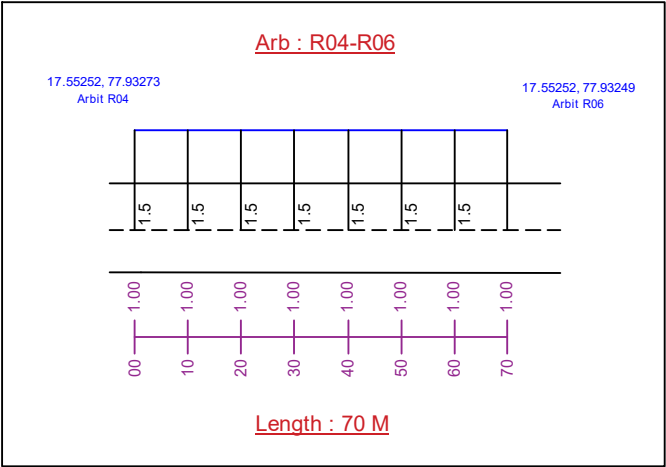 Arb : R04-R06
17.55252, 77.93273
Arbit R04
17.55252, 77.93249
Arbit R06
1.5 1.5 1.5 1.5 1.5 1.5 1.5
1.00 1.00 1.00 1.00 1.00 1.00 1.00 1.00
00 10 20 30 40 50 60 70
Length : 70 M